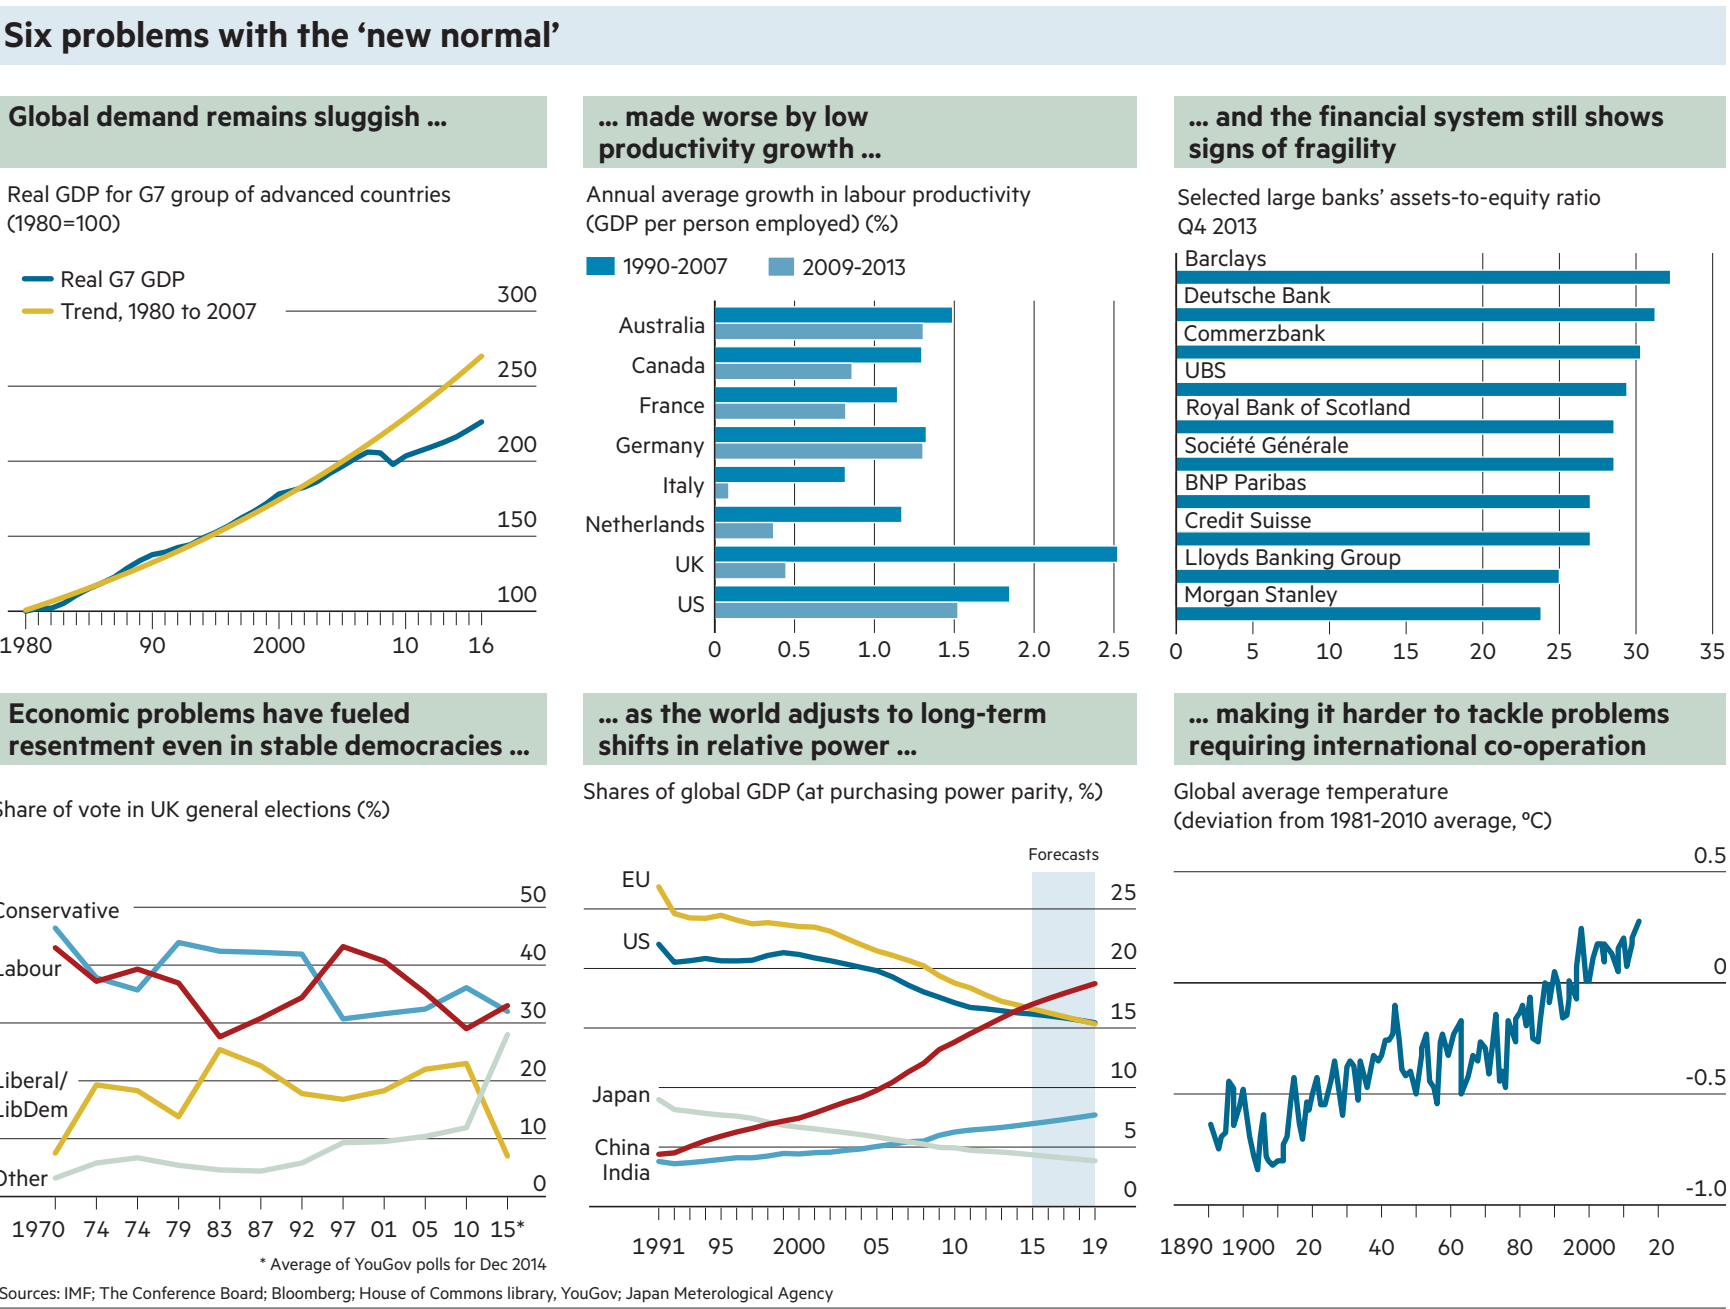 Six problems with the ‘new normal’
Global demand remains sluggish ...
Real GDP for G7 group of advanced countries
(1980=100)
Real G7 GDP
Trend, 1980 to 2007
300
250
200
150
100
1980 90 2000 10 16
... made worse by low
productivity growth ...
Annual average growth in labour productivity
(GDP per person employed) (%)
1990-2007 2009-2013
Australia
Canada
France
Germany
Italy
Netherlands
UK
US
0 0.5 1.0 1.5 2.0 2.5
... and the financial system still shows
signs of fragility
Selected large banks’ assets-to-equity ratio
Q4 2013
Barclays
Deutsche Bank
Commerzbank
UBS
Royal Bank of Scotland
Société Générale
BNP Paribas
Credit Suisse
Lloyds Banking Group
Morgan Stanley
0 5 10 15 20 25 30 35
Economic problems have fueled
resentment even in stable democracies ...
Share of vote in UK general elections (%)
50
Conservative
40
Labour
30
Liberal/
LibDem
20
10
Other
0
1970 74 74 79 83 87 92 97 01 05 10 15*
* Average of YouGov polls for Dec 2014
... as the world adjusts to long-term
shifts in relative power ...
Shares of global GDP (at purchasing power parity, %)
Forecasts
EU
25
US
20
15
10
Japan
5
China
India
0
1991 95 2000 05 10 15 19
... making it harder to tackle problems
requiring international co-operation
Global average temperature
(deviation from 1981-2010 average, ºC)
0.5
0
-0.5
-1.0
1890 1900 20 40 60 80 2000 20
Sources: IMF; The Conference Board; Bloomberg; House of Commons library, YouGov; Japan Meterological Agency